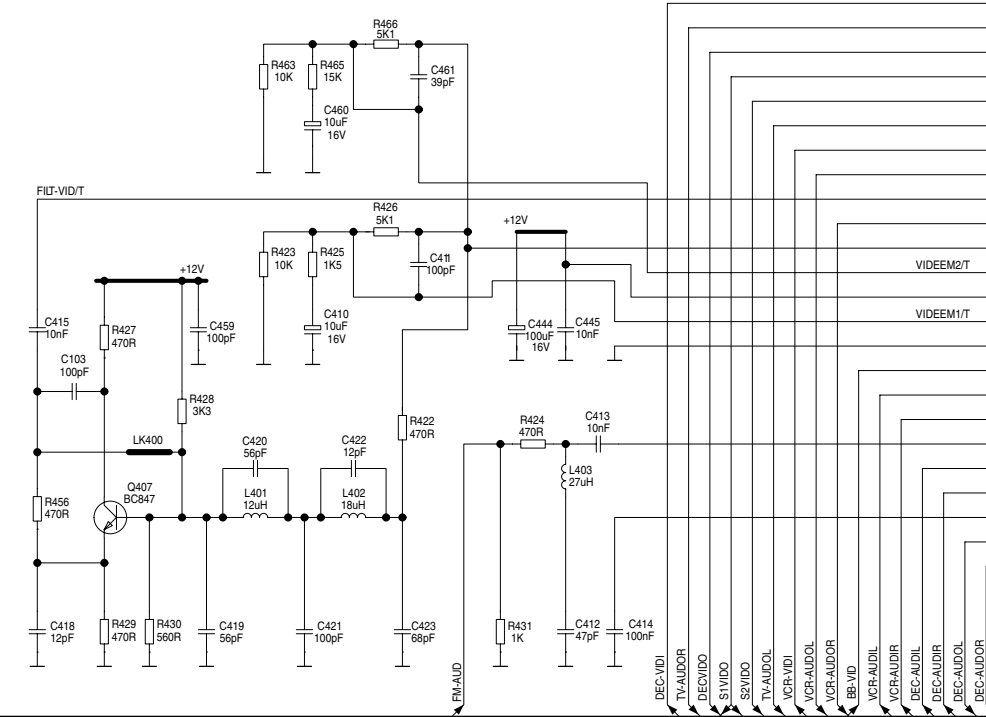 R466
5K1
R463
10K
R465
15K
C461
39pF
C460
10uF
16V
FILT-VID/T
R426
5K1
+12V
R423
10K
R425
1K5
C411
100pF
+12V
VIDEEM2/T
C415
10nF
R427
470R
C459
100pF
C410
10uF
16V
C444
100uF
16V
C445
10nF
VIDEEM1/T
C103
100pF
R428
3K3
R422
470R
R424
470R
C413
10nF
LK400
C420
56pF
C422
12pF
L403
27uH
Q407
BC847
R456
470R
L401
12uH
L402
18uH
C418
12pF
R429
470R
R430
560R
C419
56pF
C421
100pF
C423
68pF
R431
1K
C412
47pF
C414
100nF
FM-AUD
DEC-VIDI
TV-AUDOR
DECVIDO
S1VIDO
S2VIDO
TV-AUDOL
VCR-VIDI
VCR-AUDOL
VCR-AUDOR
BB-VID
VCR-AUDIL
VCR-AUDIR
DEC-AUDIL
DEC-AUDIR
DEC-AUDOL
DEC-AUDOR